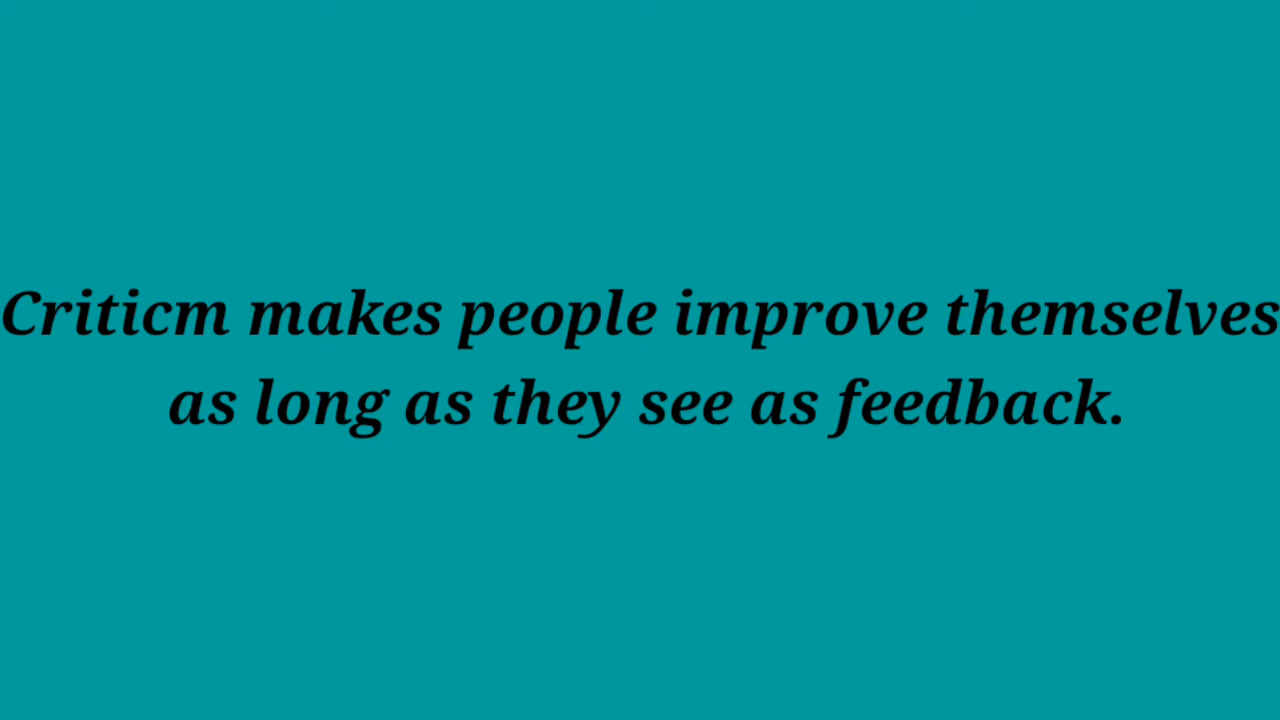 Criticm makes people improve themselves
as long as they see as feedback.